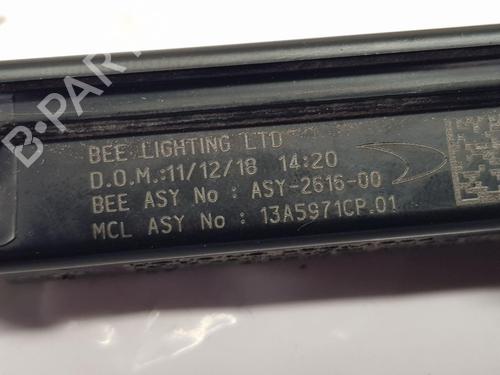 B-PARTS
BEE LIGHTING LTD
D.O.M.:11/12/18 14:20
BEE ASY No : ASY-2616-00
MCL ASY No : 13A5971CP.01